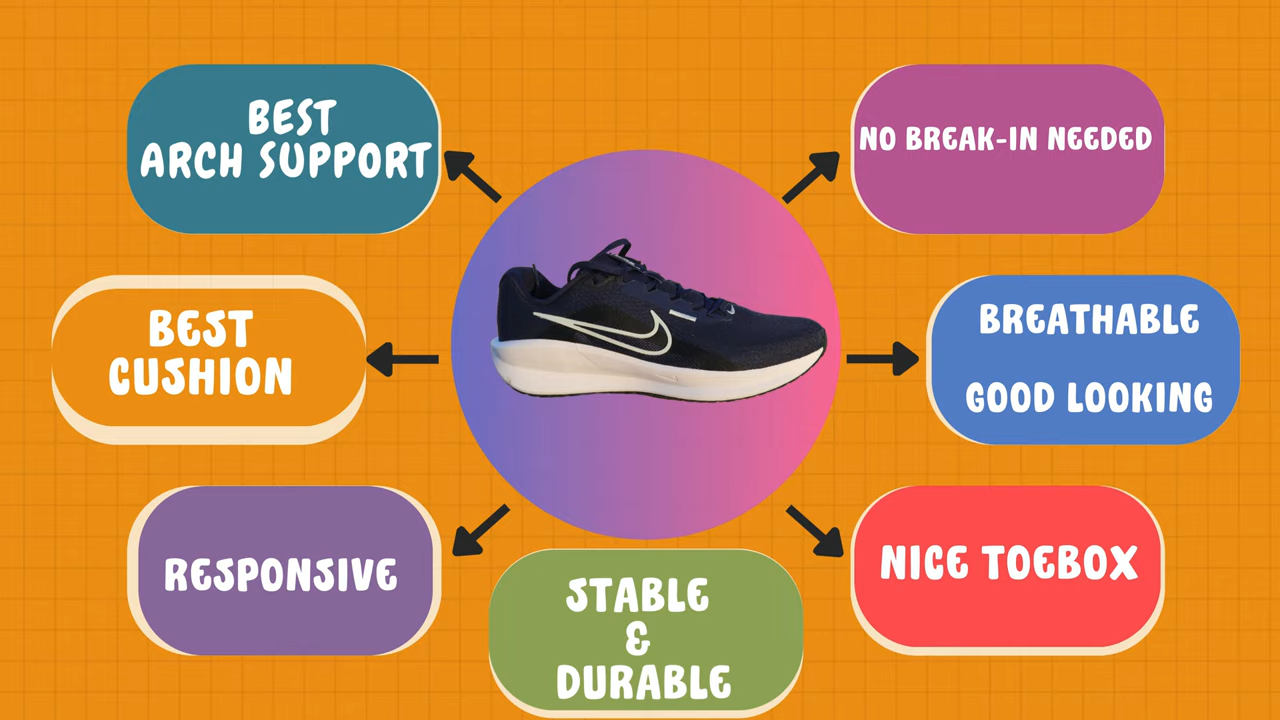 BEST
ARCH SUPPORT
NO BREAK-IN NEEDED
BEST
CUSHION
BREATHABLE
GOOD LOOKING
RESPONSIVE
STABLE
&
DURABLE
NICE TOEBOX